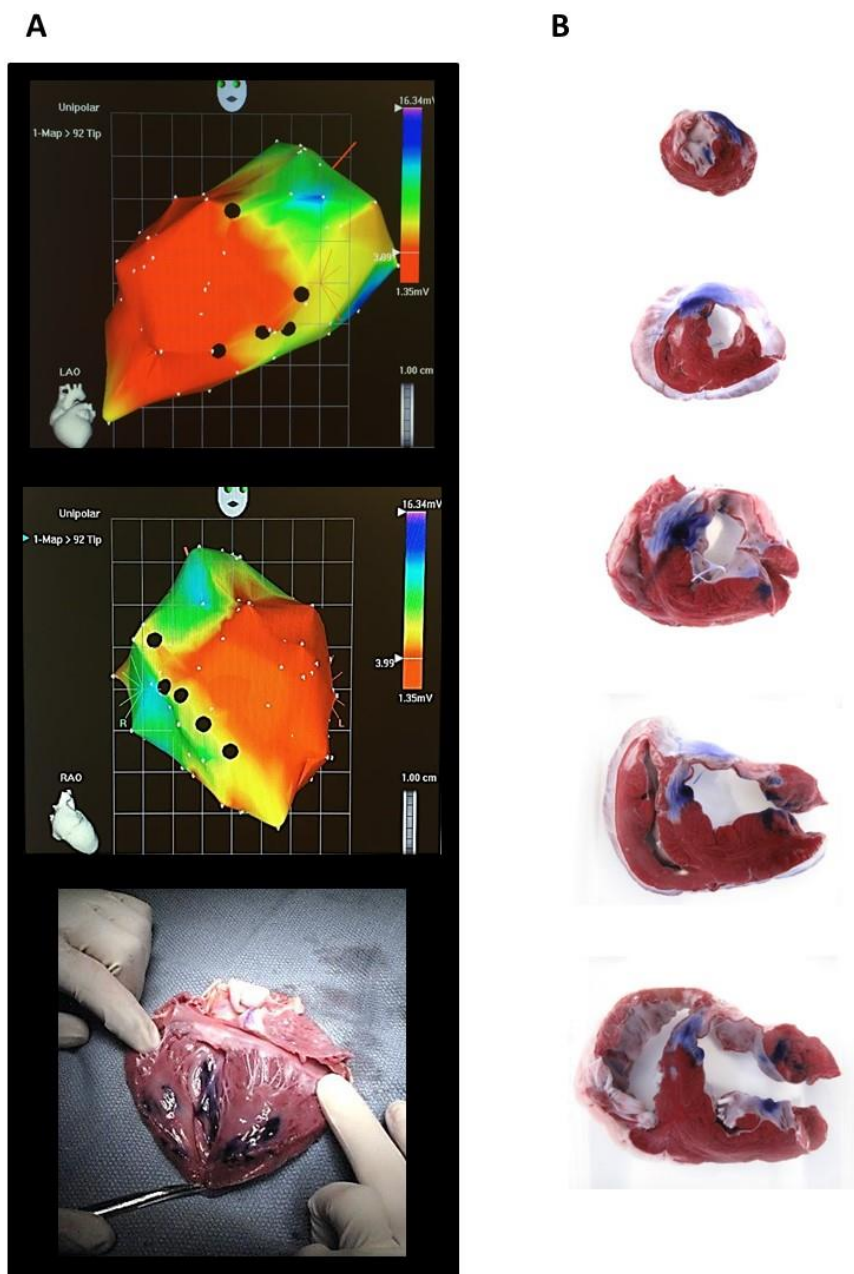 A
B
Unipolar
1-Map > 92 Tip
16.34mV
3.89
1.35mV
LAO
1.00 cm
Unipolar
1-Map > 92 Tip
16.34mV
3.99
1.35mV
R
L
RAO
1.00 cm